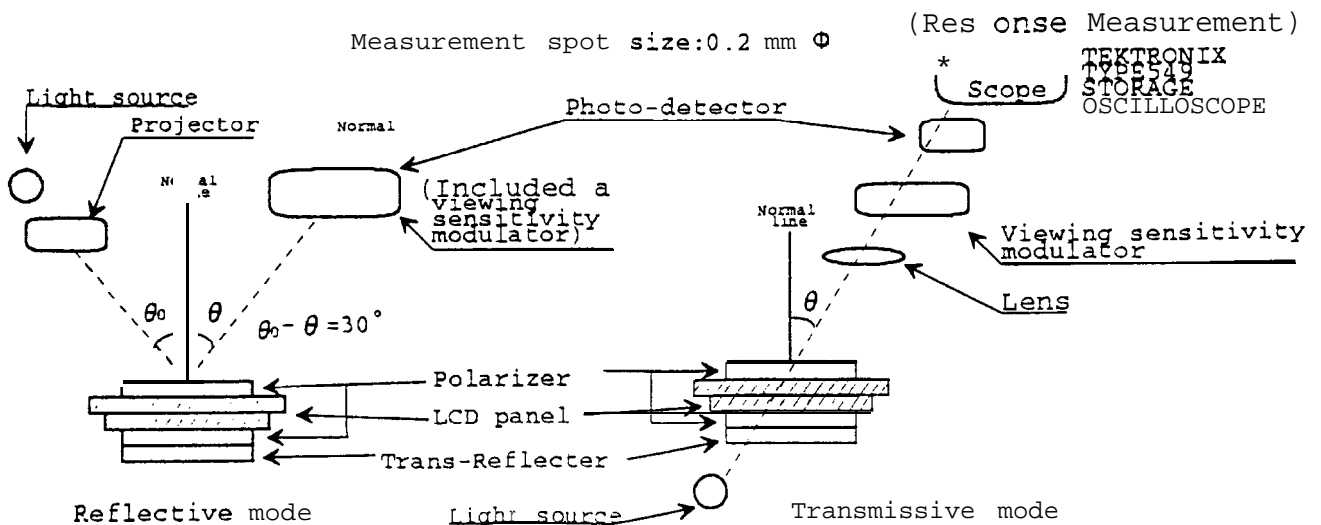 (Res onse Measurement)
Measurement spot size:0.2 mm Φ
*
Scope
TEKTRONIX
TYPE549
STORAGE
OSCILLOSCOPE
Light source
Projector
Normal
Photo-detector
(Included a
viewing
sensitivity
modulator)
Normal
line
Viewing sensitivity
modulator
Lens
θ0
θ
θ0 - θ = 30°
θ
Polarizer
LCD panel
Trans-Reflecter
Reflective mode
Light source
Transmissive mode